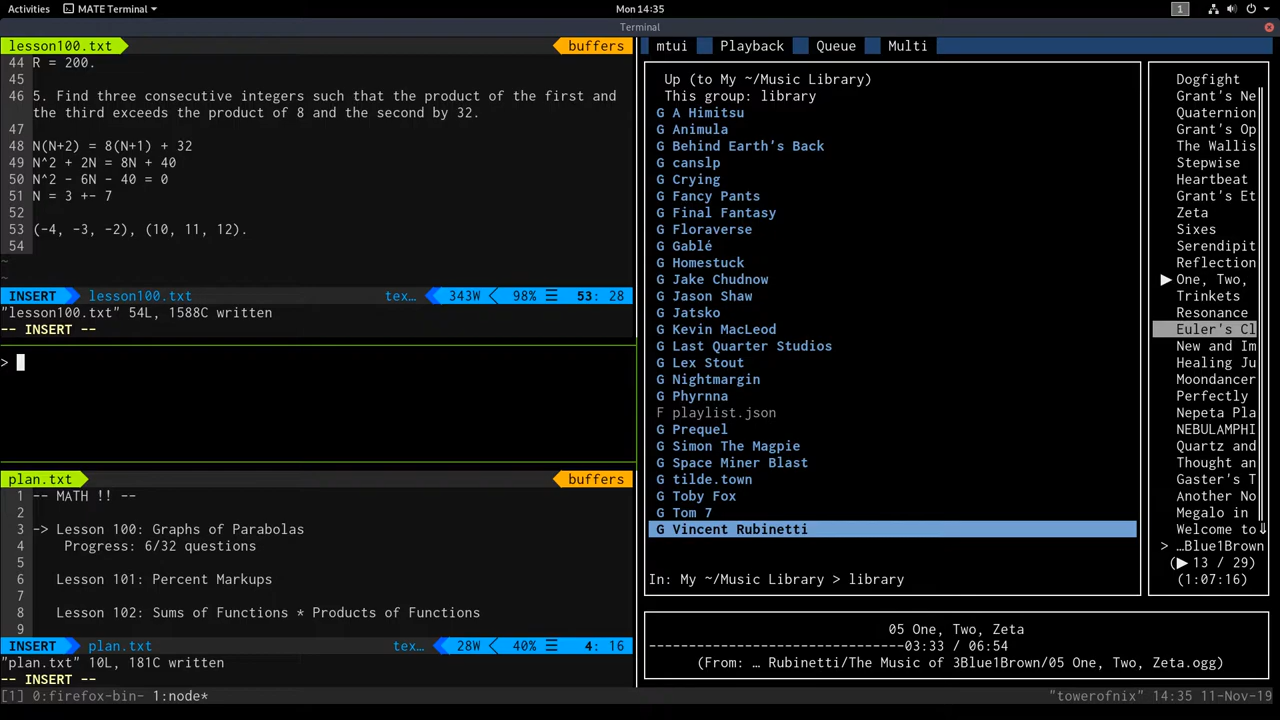 Activities MATE Terminal Mon 14:35 1
Terminal
lesson100.txt buffers
44 R = 200.
45
46 5. Find three consecutive integers such that the product of the first and
the third exceeds the product of 8 and the second by 32.
47
48 N(N+2) = 8(N+1) + 32
49 N^2 + 2N = 8N + 40
50 N^2 - 6N - 40 = 0
51 N = 3 +- 7
52
53 (-4, -3, -2), (10, 11, 12).
54
~
~
INSERT lesson100.txt tex… 343W 98% ☰ 53: 28
"lesson100.txt" 54L, 1588C written
-- INSERT --
>
plan.txt buffers
1 -- MATH !! --
2
3 -> Lesson 100: Graphs of Parabolas
4 Progress: 6/32 questions
5
6 Lesson 101: Percent Markups
7
8 Lesson 102: Sums of Functions * Products of Functions
9
INSERT plan.txt tex… 28W 40% ☰ 4: 16
"plan.txt" 10L, 181C written
-- INSERT --
mtui Playback Queue Multi
Up (to My ~/Music Library)
This group: library
G A Himitsu
G Animula
G Behind Earth's Back
G canslp
G Crying
G Fancy Pants
G Final Fantasy
G Floraverse
G Gablé
G Homestuck
G Jake Chudnow
G Jason Shaw
G Jatsko
G Kevin MacLeod
G Last Quarter Studios
G Lex Stout
G Nightmargin
G Phyrnna
F playlist.json
G Prequel
G Simon The Magpie
G Space Miner Blast
G tilde.town
G Toby Fox
G Tom 7
G Vincent Rubinetti
In: My ~/Music Library > library
Dogfight
Grant's Ne
Quaternion
Grant's Op
The Wallis
Stepwise
Heartbeat
Grant's Et
Zeta
Sixes
Serendipit
Reflection
▶ One, Two,
Trinkets
Resonance
Euler's Cl
New and Im
Healing Ju
Moondancer
Perfectly
Nepeta Pla
NEBULAMPHI
Quartz and
Thought an
Gaster's T
Another No
Megalo in
Welcome to⇓
> …Blue1Brown
(▶ 13 / 29)
(1:07:16)
05 One, Two, Zeta
--------------------------------03:33 / 06:54
(From: … Rubinetti/The Music of 3Blue1Brown/05 One, Two, Zeta.ogg)
[1] 0:firefox-bin- 1:node* "towerofnix" 14:35 11-Nov-19